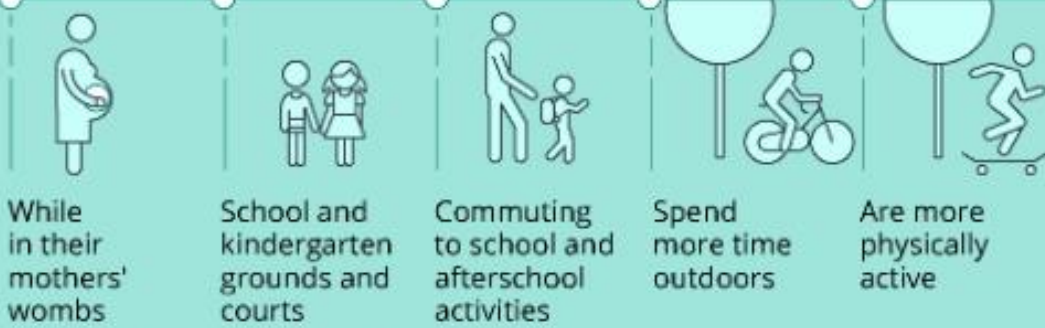 While
in their
mothers'
wombs
School and
kindergarten
grounds and
courts
Commuting
to school and
afterschool
activities
Spend
more time
outdoors
Are more
physically
active